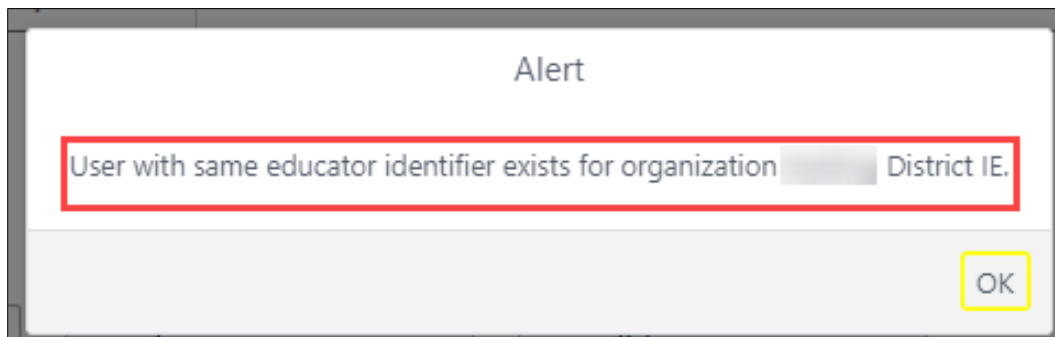 Alert
User with same educator identifier exists for organization District IE.
OK